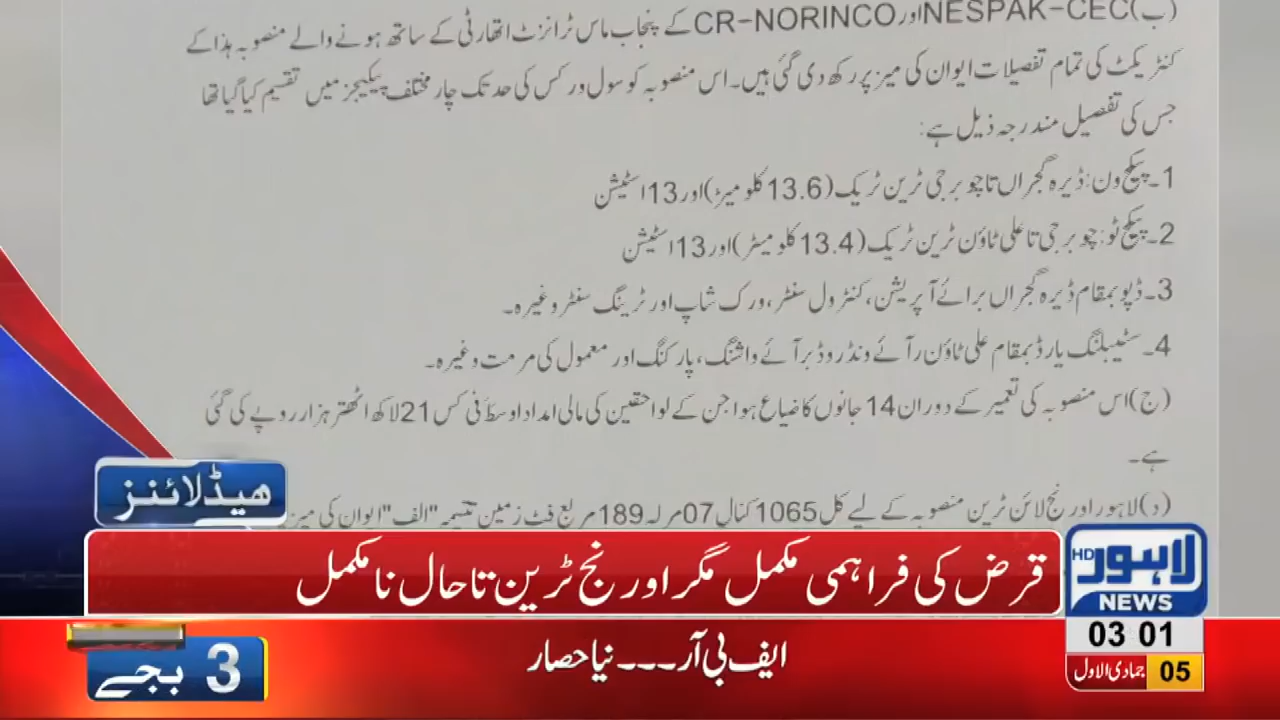 (ب)NESPAK-CEC اور CR-NORINCO کے پنجاب ماس ٹرانزٹ اتھارٹی کے ساتھ ہونے والے منصوبہ ہذا کے
کنٹریکٹ کی تمام تفصیلات ایوان کی میز پر رکھ دی گئی ہیں۔ اس منصوبہ کو سول ورکس کی حد تک چار مختلف پیکیجز میں تقسیم کیا گیا تھا
جس کی تفصیل مندرجہ ذیل ہے:
1۔ پیکج ون: ڈیرہ گجراں تا چوبرجی ٹرین ٹریک (13.6 کلومیٹر) اور 13 اسٹیشن
2۔ پیکج ٹو: چوبرجی تا علی ٹاؤن ٹرین ٹریک (13.4 کلومیٹر) اور 13 اسٹیشن
3۔ ڈپو بمقام ڈیرہ گجراں برائے آپریشن، کنٹرول سنٹر، ورک شاپ اور ٹریننگ سنٹر وغیرہ۔
4۔ سٹیبلنگ یارڈ بمقام علی ٹاؤن رائے ونڈ روڈ برائے واشنگ، پارکنگ اور معمول کی مرمت وغیرہ۔
(ج) اس منصوبہ کی تعمیر کے دوران 14 جانوں کا ضیاع ہوا جن کے لواحقین کی مالی امداد اوسطً فی کس 21 لاکھ اٹھتر ہزار روپے کی گئی
ہے۔
(د) لاہور اورنج لائن ٹرین منصوبہ کے لیے کل 1065 کنال 07 مرلہ 189 مربع فٹ زمین تتیمہ "الف" ایوان کی میز
ھیڈلائنز
قرض کی فراہمی مکمل مگر اورنج ٹرین تاحال نامکمل
لاہور HD
NEWS
03 01
05 جمادی الاول
ایف بی آر۔۔۔نیا حصار
3 بجے